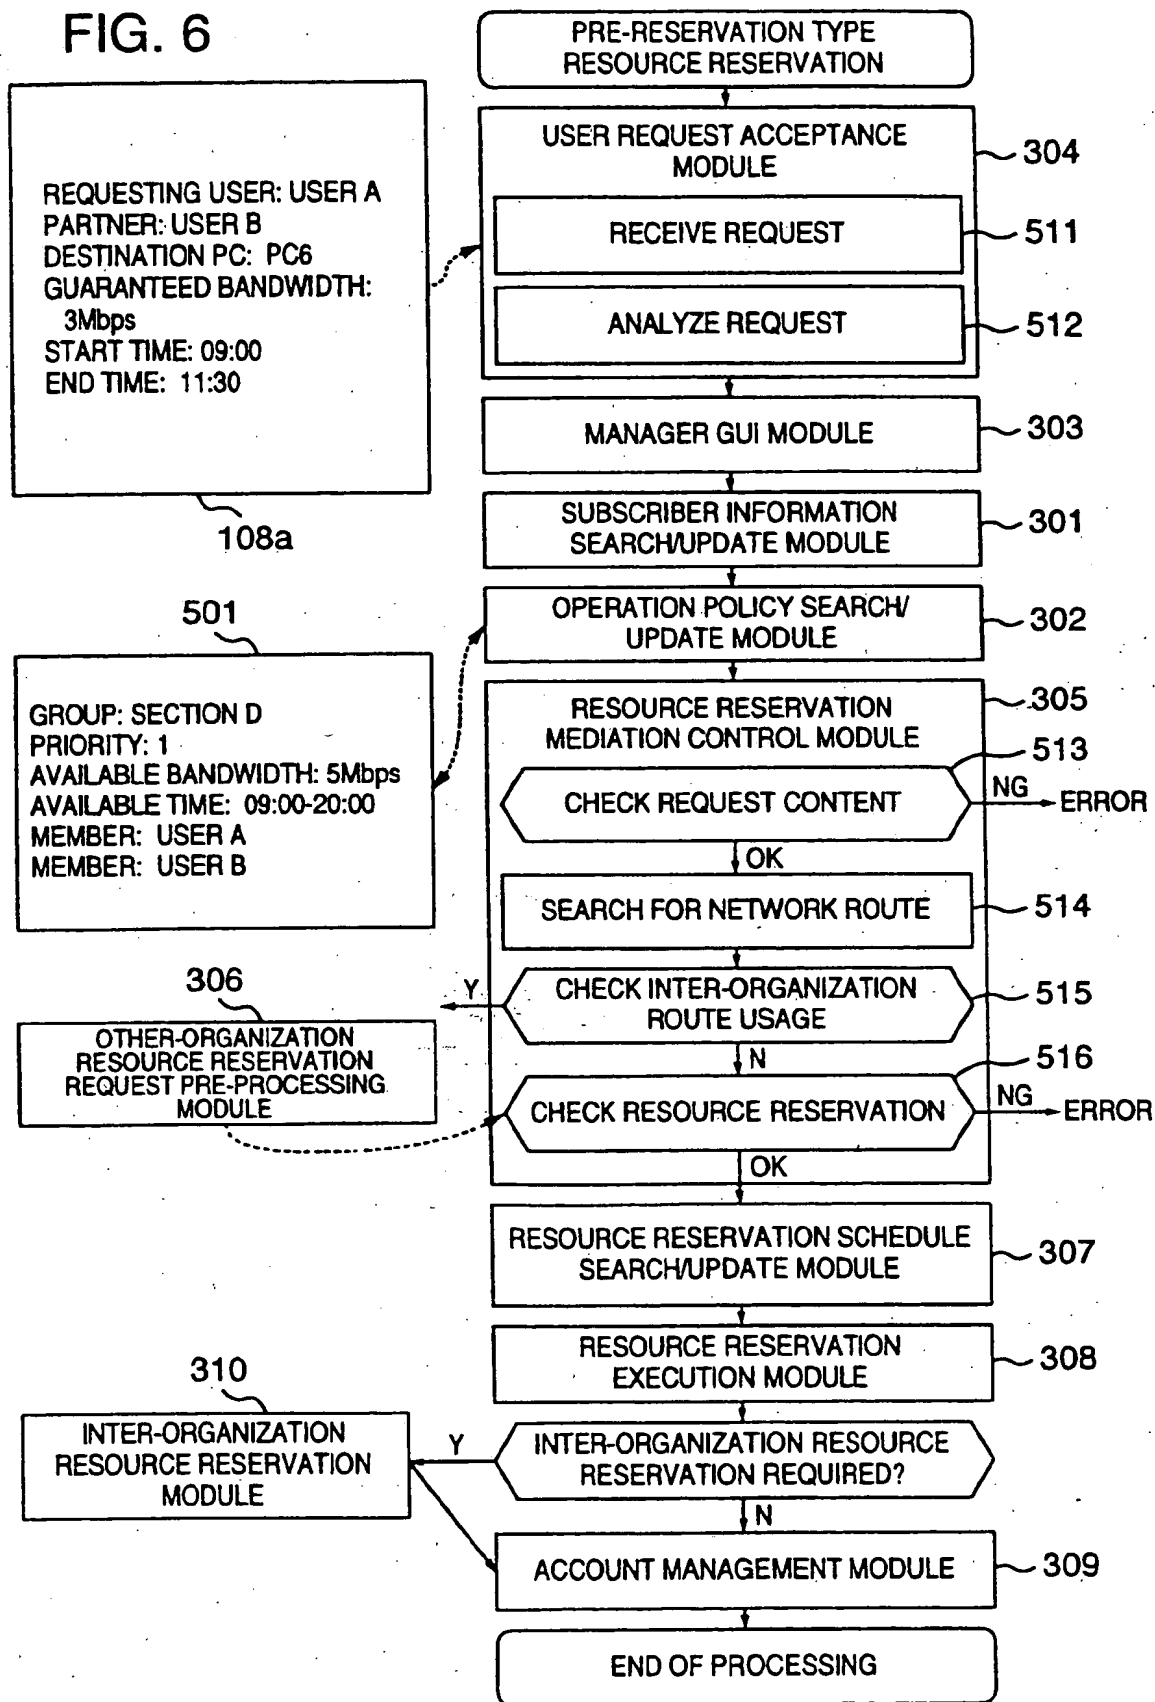 FIG. 6
PRE-RESERVATION TYPE
RESOURCE RESERVATION
USER REQUEST ACCEPTANCE
MODULE
304
RECEIVE REQUEST
511
ANALYZE REQUEST
512
REQUESTING USER: USER A
PARTNER: USER B
DESTINATION PC: PC6
GUARANTEED BANDWIDTH:
3Mbps
START TIME: 09:00
END TIME: 11:30
108a
MANAGER GUI MODULE
303
SUBSCRIBER INFORMATION
SEARCH/UPDATE MODULE
301
OPERATION POLICY SEARCH/
UPDATE MODULE
302
501
GROUP: SECTION D
PRIORITY: 1
AVAILABLE BANDWIDTH: 5Mbps
AVAILABLE TIME: 09:00-20:00
MEMBER: USER A
MEMBER: USER B
RESOURCE RESERVATION
MEDIATION CONTROL MODULE
305
513
CHECK REQUEST CONTENT
NG
ERROR
OK
SEARCH FOR NETWORK ROUTE
514
CHECK INTER-ORGANIZATION
ROUTE USAGE
515
Y
N
306
OTHER-ORGANIZATION
RESOURCE RESERVATION
REQUEST PRE-PROCESSING
MODULE
516
CHECK RESOURCE RESERVATION
NG
ERROR
OK
RESOURCE RESERVATION SCHEDULE
SEARCH/UPDATE MODULE
307
RESOURCE RESERVATION
EXECUTION MODULE
308
310
INTER-ORGANIZATION
RESOURCE RESERVATION
MODULE
Y
INTER-ORGANIZATION RESOURCE
RESERVATION REQUIRED?
N
ACCOUNT MANAGEMENT MODULE
309
END OF PROCESSING